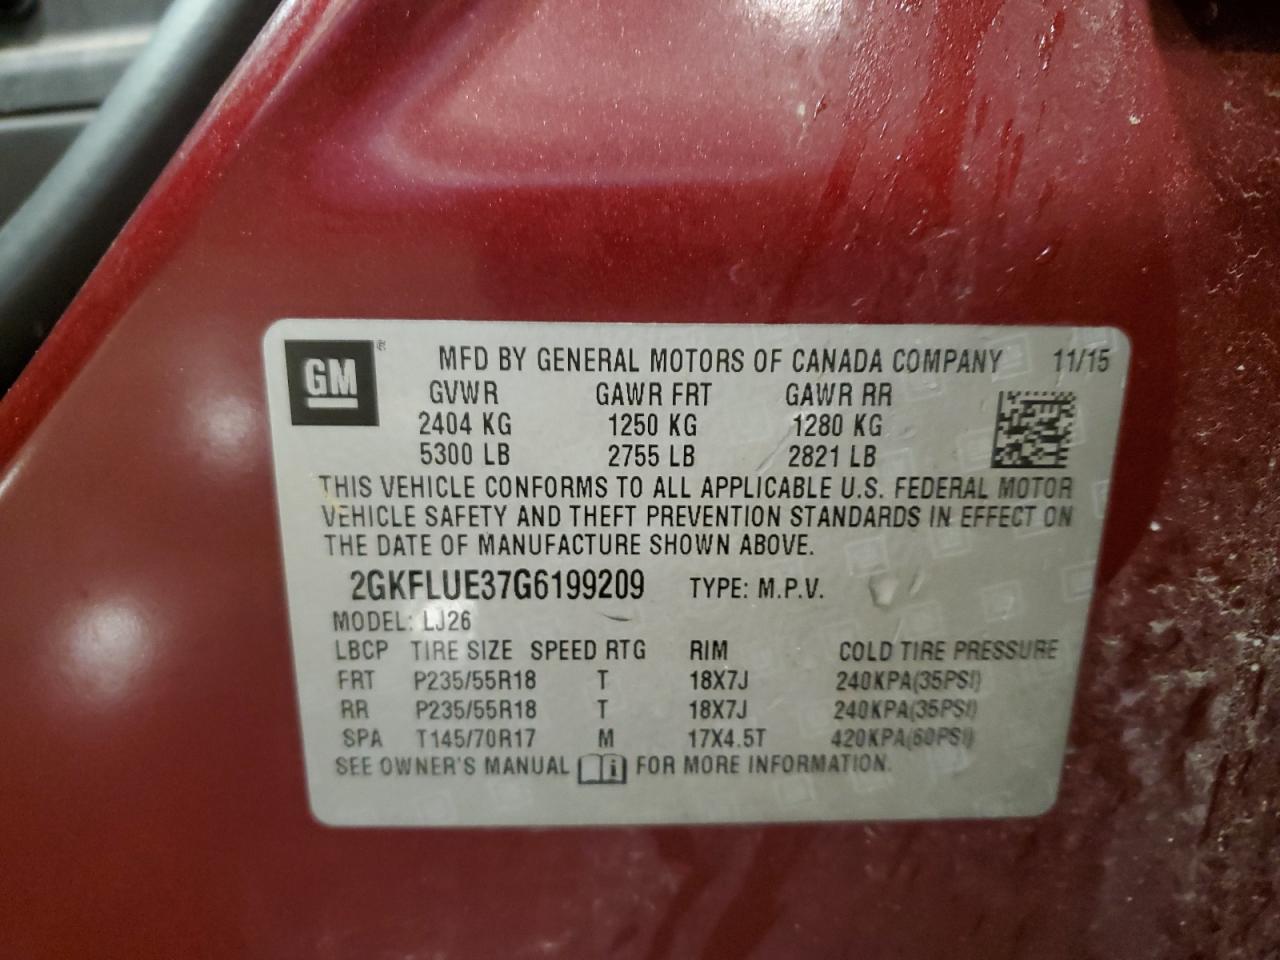 GM ® MFD BY GENERAL MOTORS OF CANADA COMPANY 11/15
GVWR GAWR FRT GAWR RR
2404 KG 1250 KG 1280 KG
5300 LB 2755 LB 2821 LB
THIS VEHICLE CONFORMS TO ALL APPLICABLE U.S. FEDERAL MOTOR
VEHICLE SAFETY AND THEFT PREVENTION STANDARDS IN EFFECT ON
THE DATE OF MANUFACTURE SHOWN ABOVE.
2GKFLUE37G6199209 TYPE: M.P.V.
MODEL: LJ26
LBCP TIRE SIZE SPEED RTG RIM COLD TIRE PRESSURE
FRT P235/55R18 T 18X7J 240KPA(35PSI)
RR P235/55R18 T 18X7J 240KPA(35PSI)
SPA T145/70R17 M 17X4.5T 420KPA(60PSI)
SEE OWNER'S MANUAL i FOR MORE INFORMATION.